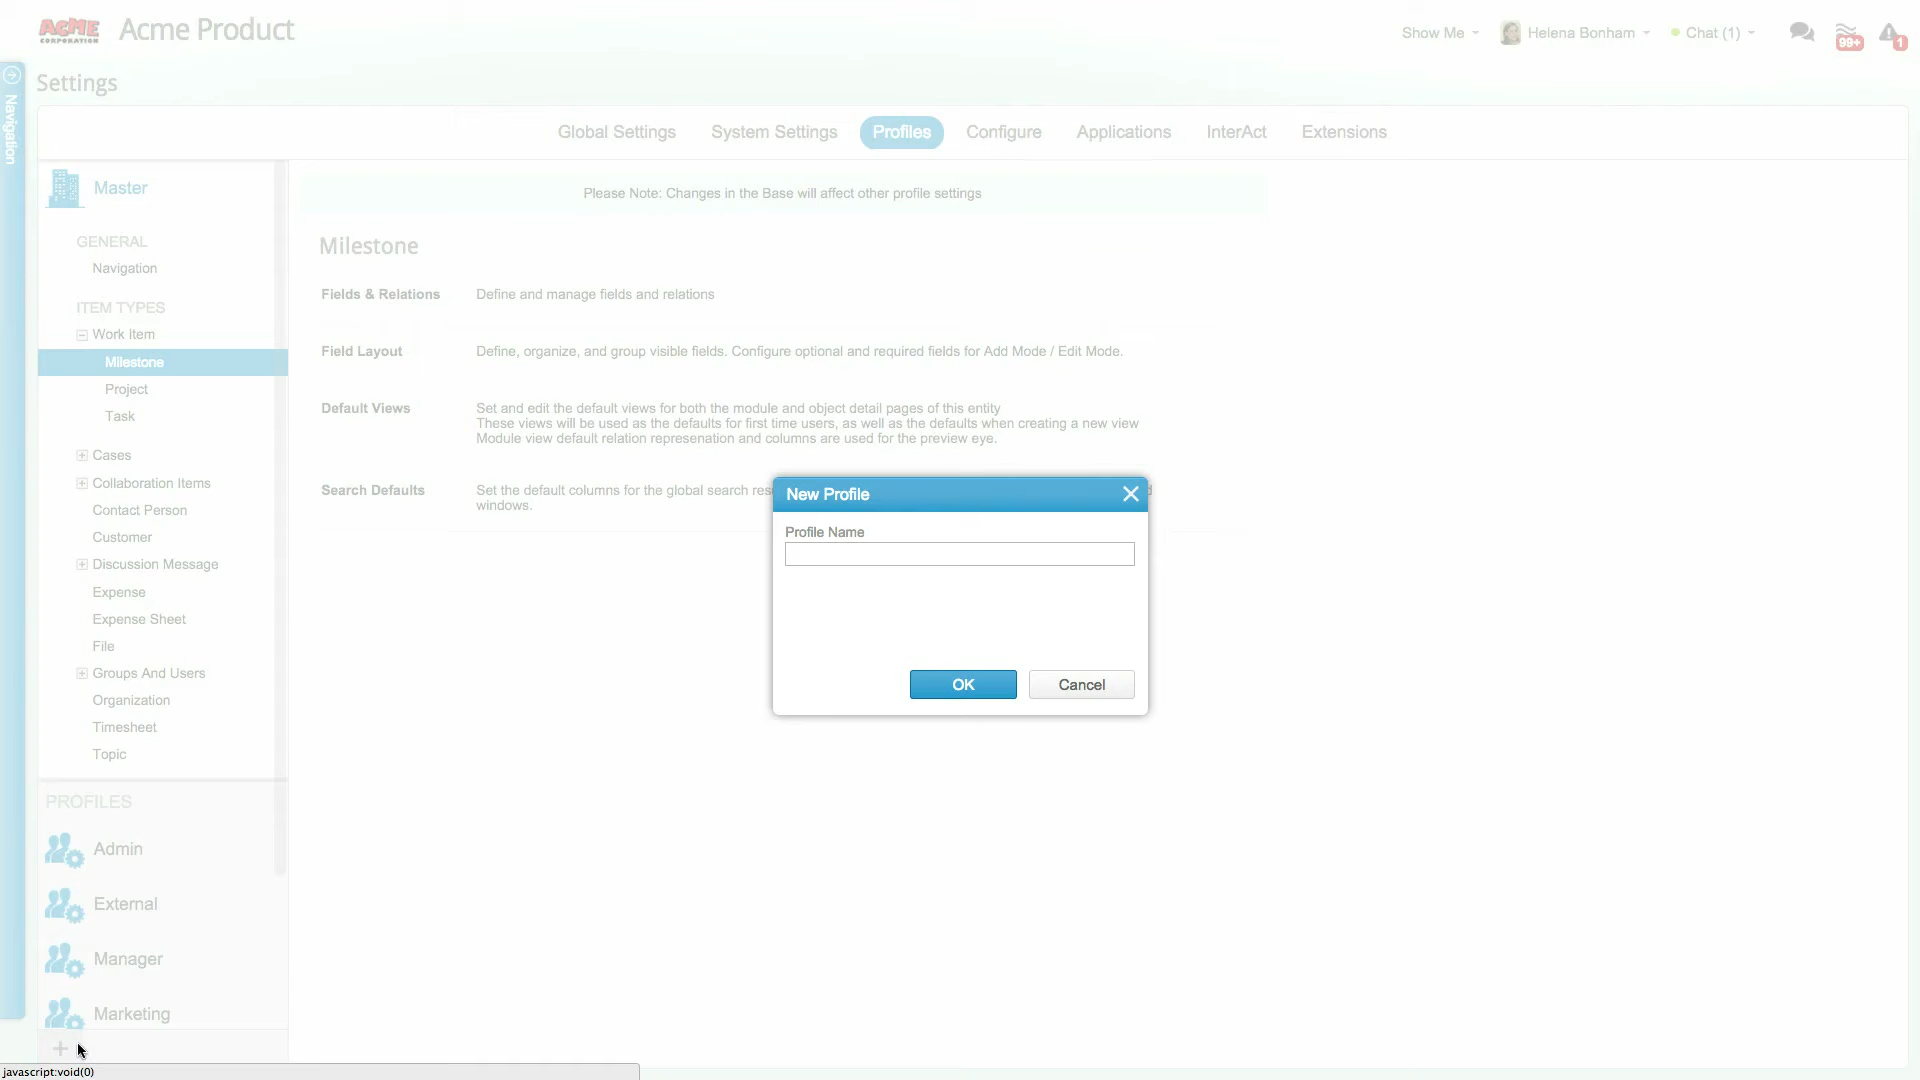 ACME
CORPORATION
Acme Product
Show Me
Helena Bonham
Chat (1)
99+
1
Navigation
Settings
Global Settings
System Settings
Profiles
Configure
Applications
InterAct
Extensions
Master
GENERAL
Navigation
ITEM TYPES
Work Item
Milestone
Project
Task
Cases
Collaboration Items
Contact Person
Customer
Discussion Message
Expense
Expense Sheet
File
Groups And Users
Organization
Timesheet
Topic
PROFILES
Admin
External
Manager
Marketing
Please Note: Changes in the Base will affect other profile settings
Milestone
Fields & Relations
Define and manage fields and relations
Field Layout
Define, organize, and group visible fields. Configure optional and required fields for Add Mode / Edit Mode.
Default Views
Set and edit the default views for both the module and object detail pages of this entity
These views will be used as the defaults for first time users, as well as the defaults when creating a new view
Module view default relation represenation and columns are used for the preview eye.
Search Defaults
Set the default columns for the global search
windows.
New Profile
Profile Name
OK
Cancel
javascript:void(0)